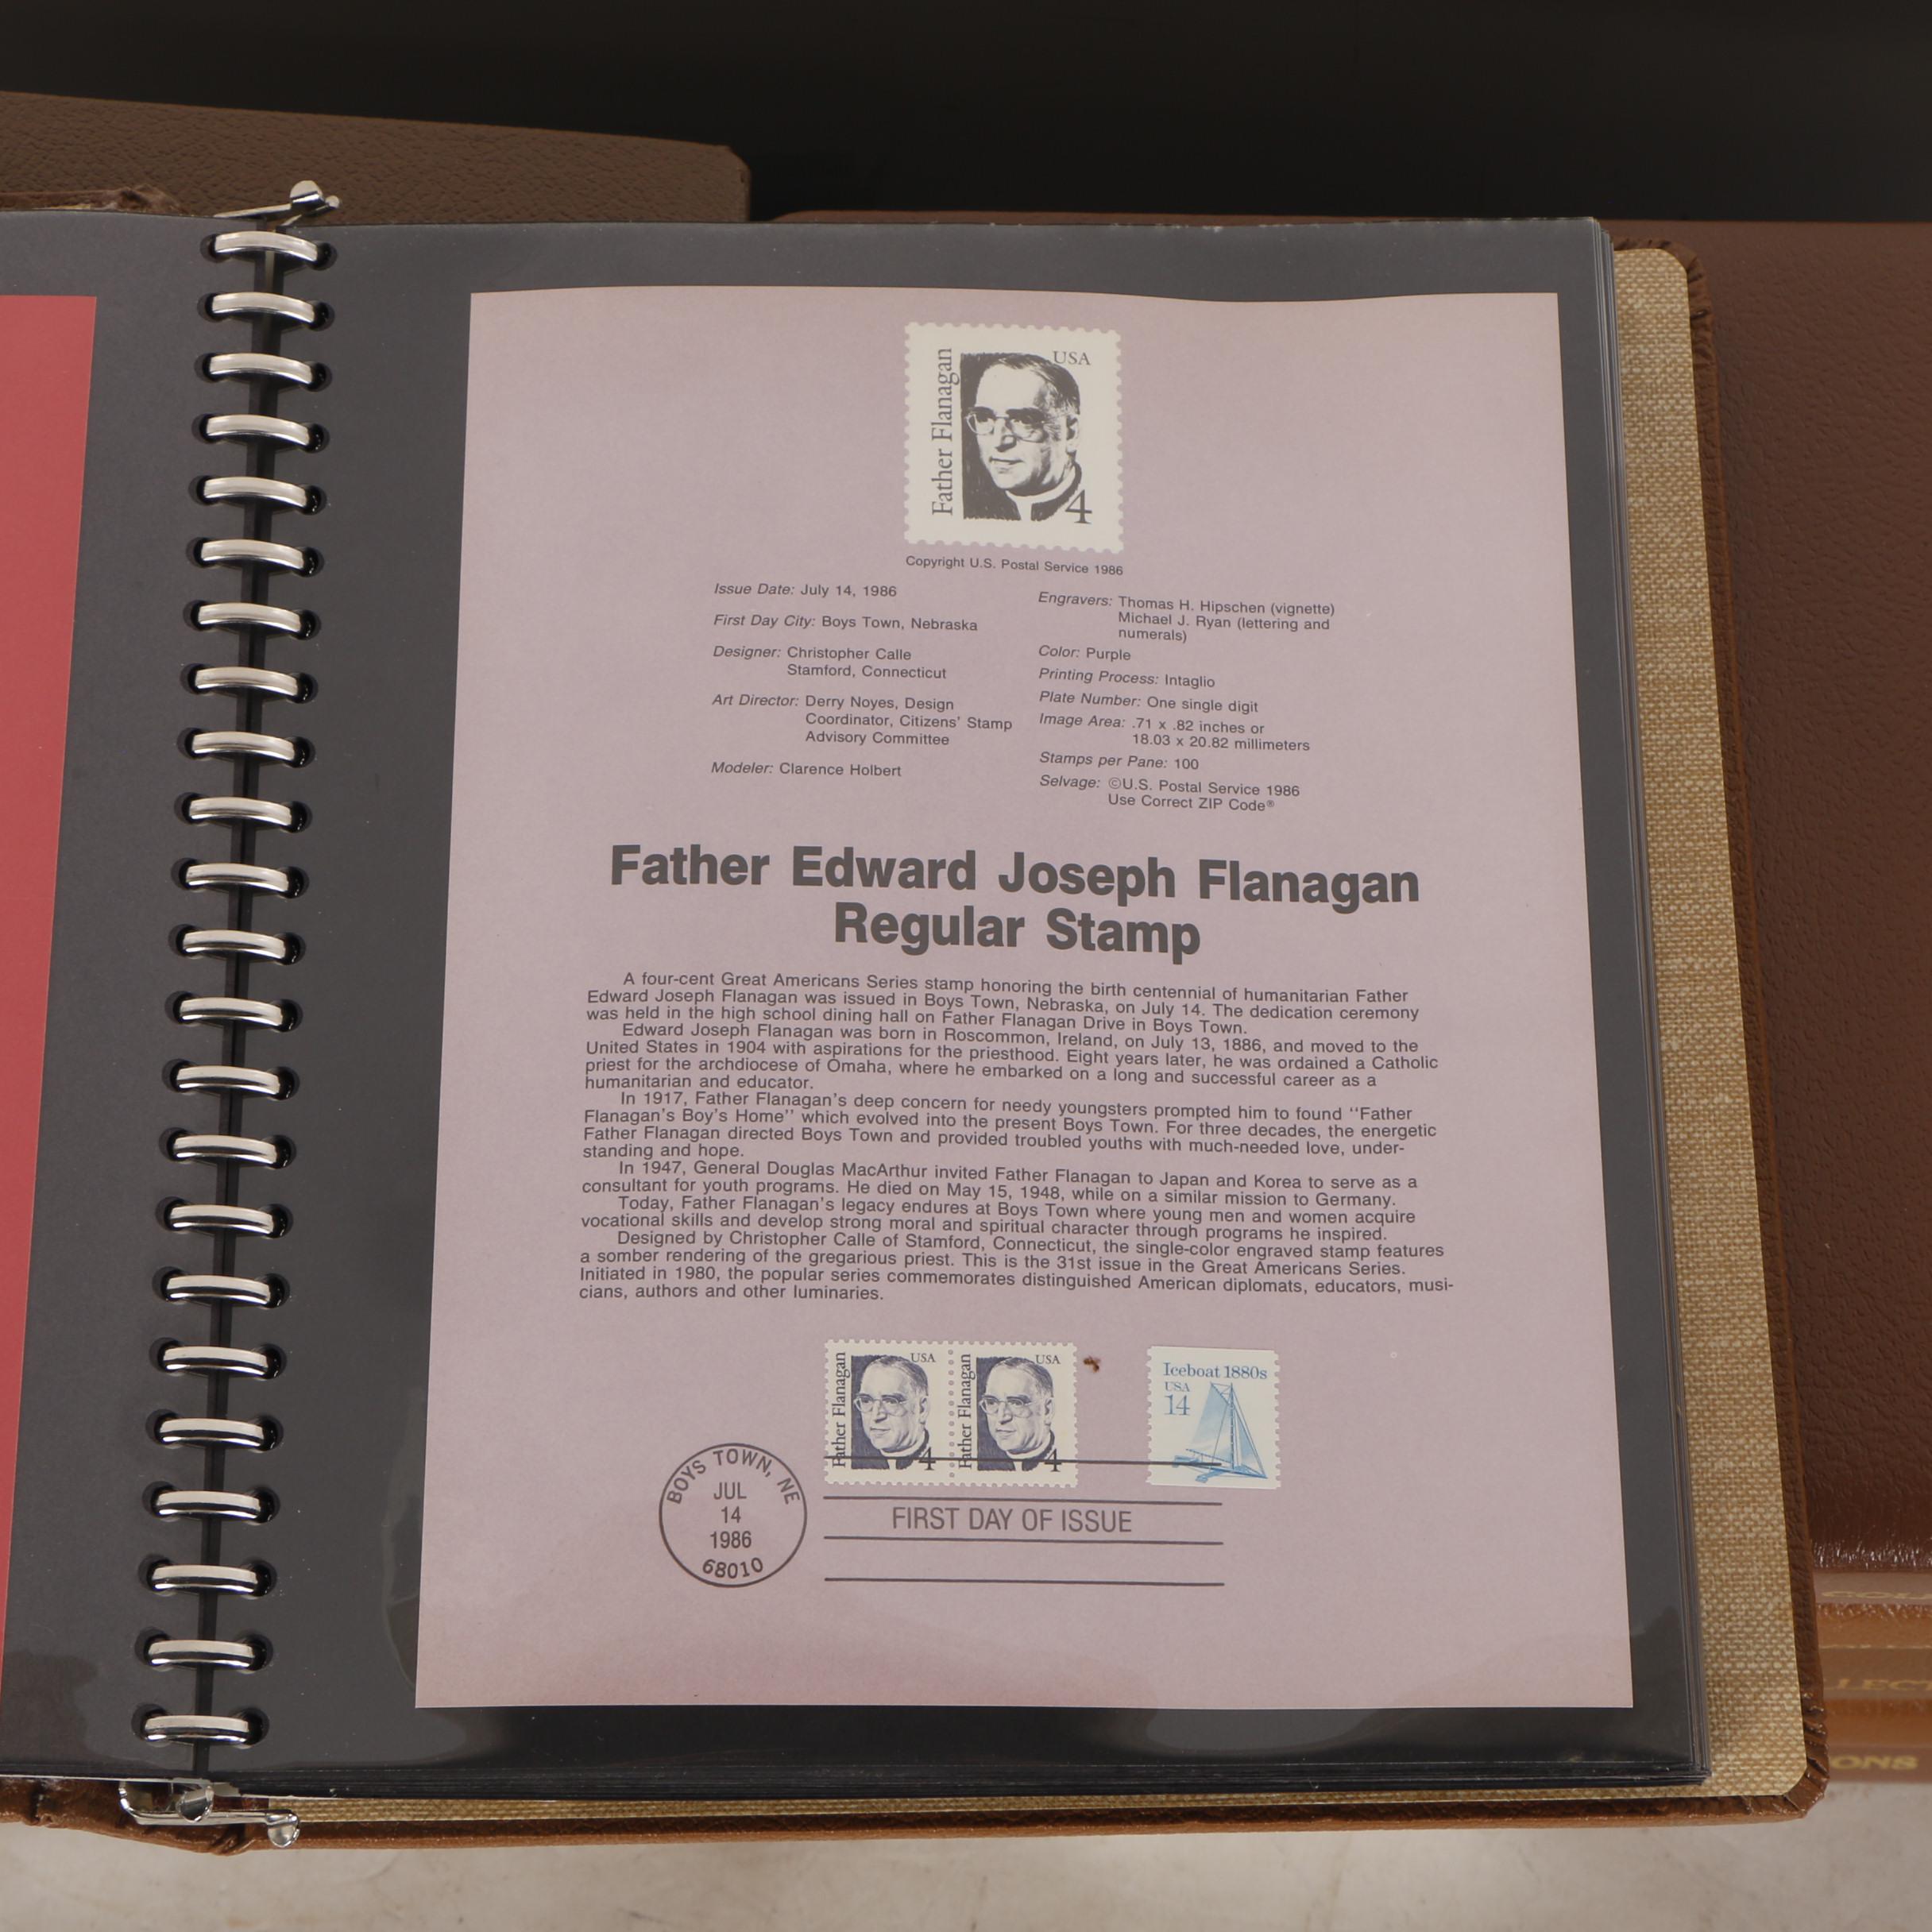 Father Flanagan
USA
4
Copyright U.S. Postal Service 1986
Issue Date: July 14, 1986
First Day City: Boys Town, Nebraska
Designer: Christopher Calle
Stamford, Connecticut
Art Director: Derry Noyes, Design
Coordinator, Citizens' Stamp
Advisory Committee
Modeler: Clarence Holbert
Engravers: Thomas H. Hipschen (vignette)
Michael J. Ryan (lettering and
numerals)
Color: Purple
Printing Process: Intaglio
Plate Number: One single digit
Image Area: .71 x .82 inches or
18.03 x 20.82 millimeters
Stamps per Pane: 100
Selvage: ©U.S. Postal Service 1986
Use Correct ZIP Code®
Father Edward Joseph Flanagan
Regular Stamp
A four-cent Great Americans Series stamp honoring the birth centennial of humanitarian Father
Edward Joseph Flanagan was issued in Boys Town, Nebraska, on July 14. The dedication ceremony
was held in the high school dining hall on Father Flanagan Drive in Boys Town.
Edward Joseph Flanagan was born in Roscommon, Ireland, on July 13, 1886, and moved to the
United States in 1904 with aspirations for the priesthood. Eight years later, he was ordained a Catholic
priest for the archdiocese of Omaha, where he embarked on a long and successful career as a
humanitarian and educator.
In 1917, Father Flanagan's deep concern for needy youngsters prompted him to found "Father
Flanagan's Boy's Home" which evolved into the present Boys Town. For three decades, the energetic
Father Flanagan directed Boys Town and provided troubled youths with much-needed love, under-
standing and hope.
In 1947, General Douglas MacArthur invited Father Flanagan to Japan and Korea to serve as a
consultant for youth programs. He died on May 15, 1948, while on a similar mission to Germany.
Today, Father Flanagan's legacy endures at Boys Town where young men and women acquire
vocational skills and develop strong moral and spiritual character through programs he inspired.
Designed by Christopher Calle of Stamford, Connecticut, the single-color engraved stamp features
a somber rendering of the gregarious priest. This is the 31st issue in the Great Americans Series.
Initiated in 1980, the popular series commemorates distinguished American diplomats, educators, musi-
cians, authors and other luminaries.
Father Flanagan
USA
4
Father Flanagan
USA
4
Iceboat 1880s
USA
14
BOYS TOWN, NE
JUL
14
1986
68010
FIRST DAY OF ISSUE